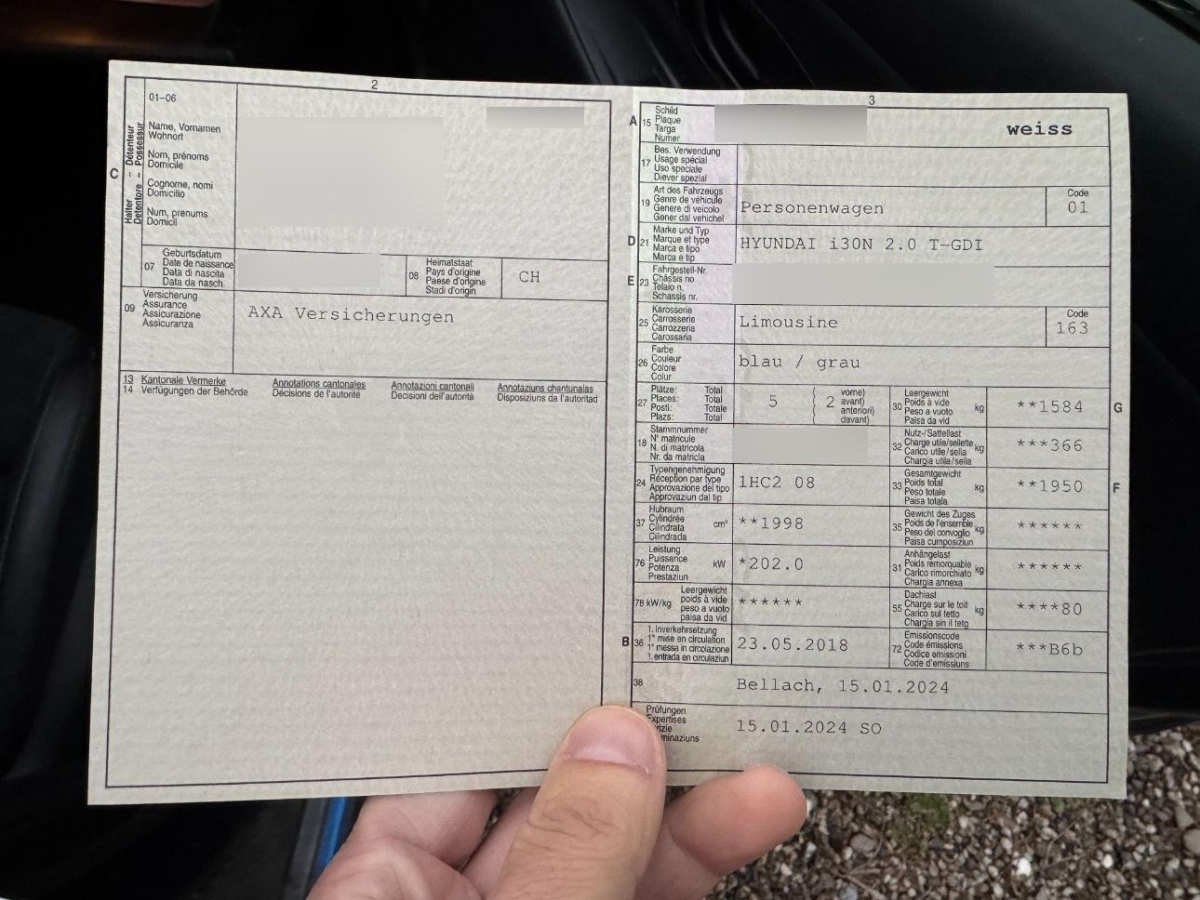 2
01-06
Halter - Détenteur
Detentore - Possessur
C
Name, Vornamen
Wohnort
Nom, prénoms
Domicile
Cognome, nomi
Domicilio
Num, prenums
Domicil
07
Geburtsdatum
Date de naissance
Data di nascita
Data da nasch.
08
Heimatstaat
Pays d'origine
Paese d'origine
Stadi d'origin
CH
09
Versicherung
Assurance
Assicurazione
Assicuranza
AXA Versicherungen
13 Kantonale Vermerke Annotations cantonales Annotazioni cantonali Annotaziuns chantunalas
14 Verfügungen der Behörde Décisions de l'autorité Decisioni dell'autorità Disposiziuns da l'autoritad
3
A 15
Schild
Plaque
Targa
Numer
weiss
17
Bes. Verwendung
Usage spécial
Uso speciale
Diever spezial
19
Art des Fahrzeugs
Genre de véhicule
Genere di veicolo
Gener dal vehichel
Personenwagen
Code
01
D 21
Marke und Typ
Marque et type
Marca e tipo
Marca e tip
HYUNDAI i30N 2.0 T-GDI
E 23
Fahrgestell-Nr.
Châssis no
Telaio n.
Schassis nr.
25
Karosserie
Carrosserie
Carrozzeria
Carossaria
Limousine
Code
163
26
Farbe
Couleur
Colore
Colur
blau / grau
27
Plätze: Total
Places: Total
Posti: Totale
Plazs: Total
5 ( 2
vorne)
avant)
anteriori)
davant)
30
Leergewicht
Poids à vide
Peso a vuoto
Paisa da vid
kg
**1584
G
18
Stammnummer
N° matricule
N. di matricola
Nr. da matricla
32
Nutz-/Sattellast
Charge utile/sellette
Carico utile/sella
Chargia utila/sella
kg
***366
24
Typengenehmigung
Réception par type
Approvazione del tipo
Approvaziun dal tip
1HC2 08
33
Gesamtgewicht
Poids total
Peso totale
Paisa totala
kg
**1950
F
37
Hubraum
Cylindrée
Cilindrata
Cilindrada
cm³
**1998
35
Gewicht des Zuges
Poids de l'ensemble
Peso del convoglio
Paisa cumposiziun
kg
******
76
Leistung
Puissance
Potenza
Prestaziun
kW
*202.0
31
Anhängelast
Poids remorquable
Carico rimorchiato
Chargia annexa
kg
******
78 kW/kg
Leergewicht
poids à vide
peso a vuoto
paisa da vid
******
55
Dachlast
Charge sur le toit
Carico sul tetto
Chargia sin il tetg
kg
****80
B 36
1. Inverkehrsetzung
1re mise en circulation
1a messa in circolazione
1. entrada en circulaziun
23.05.2018
72
Emissionscode
Code émissions
Codice emissioni
Code d'emissiuns
***B6b
38
Bellach, 15.01.2024
Prüfungen
Expertises
15.01.2024 SO